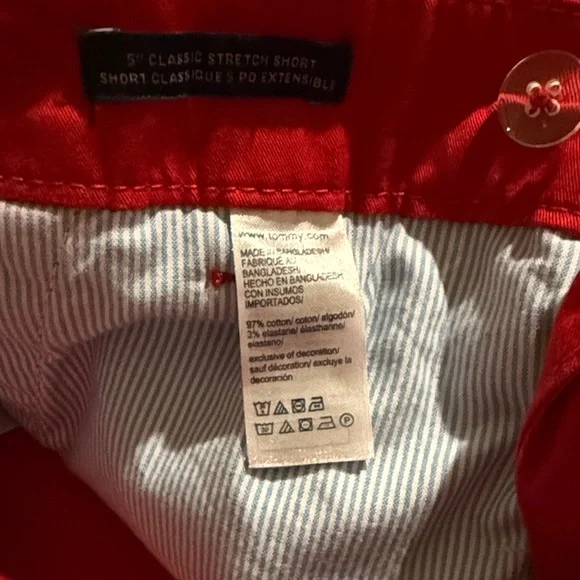 5" CLASSIC STRETCH SHORT
SHORT CLASSIQUE 5 PO EXTENSIBLE
www.tommy.com
MADE IN BANGLADESH/
FABRIQUÉ AU
BANGLADESH/
HECHO EN BANGLADESH
CON INSUMOS
IMPORTADOS/
97% cotton/ coton/ algodón/
3% elastane/ élasthanne/
elastano/
exclusive of decoration/
sauf décoration/ excluye la
decoración
P